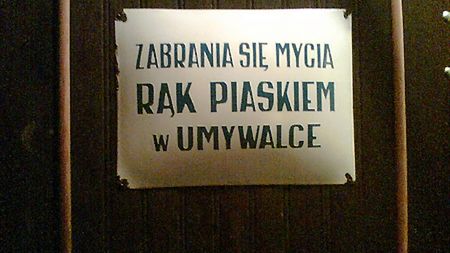 ZABRANIA SIĘ MYCIA
RĄK PIASKIEM
w UMYWALCE